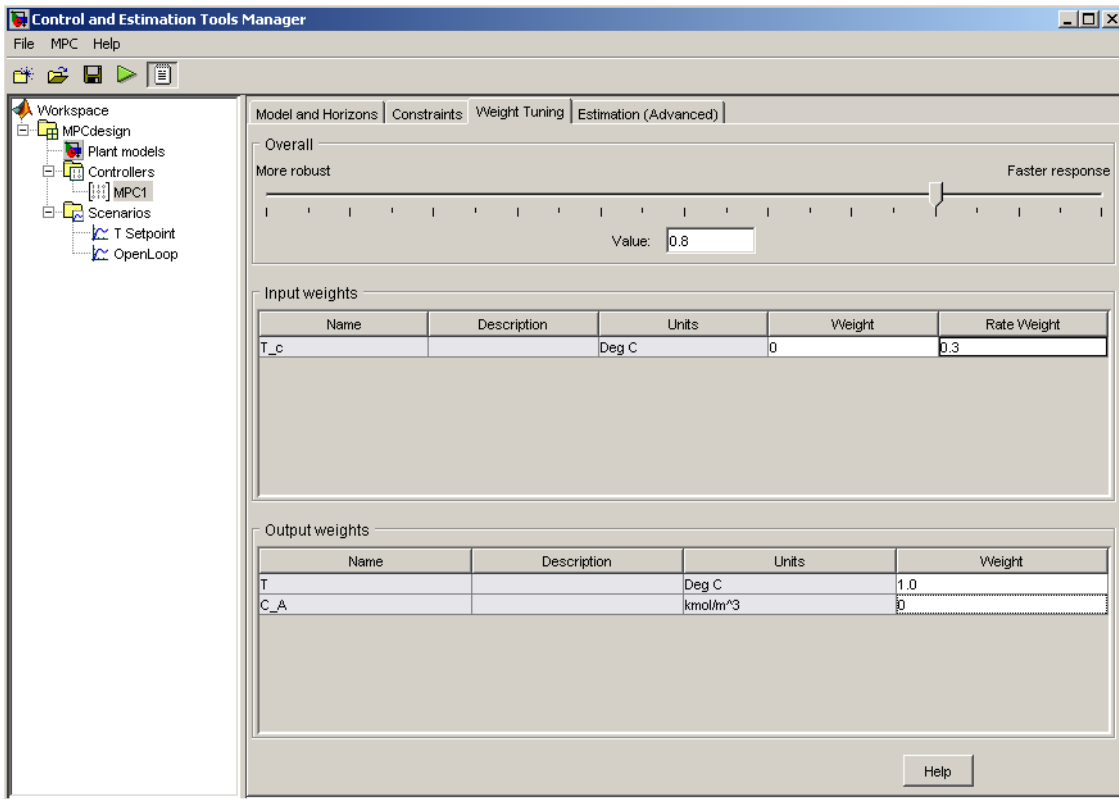 Control and Estimation Tools Manager
File MPC Help
Workspace
MPCdesign
Plant models
Controllers
MPC1
Scenarios
T Setpoint
OpenLoop
Model and Horizons Constraints Weight Tuning Estimation (Advanced)
Overall
More robust Faster response
Value: 0.8
Input weights
Name Description Units Weight Rate Weight
T_c Deg C 0 0.3
Output weights
Name Description Units Weight
T Deg C 1.0
C_A kmol/m^3 0
Help